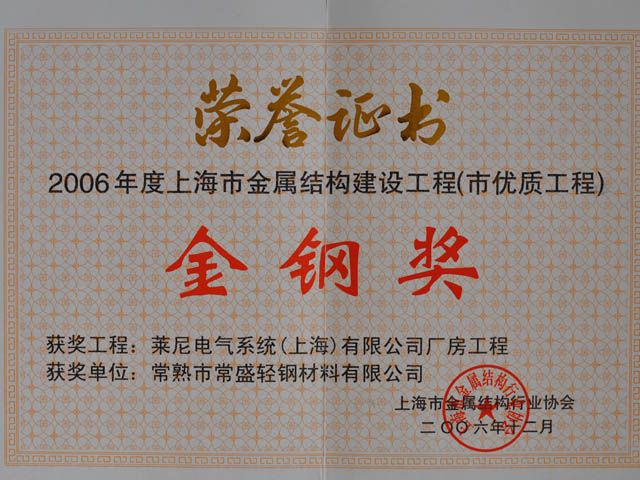 荣誉证书
2006年度上海市金属结构建设工程(市优质工程)
金钢奖
获奖工程：莱尼电气系统(上海)有限公司厂房工程
获奖单位：常熟市常盛轻钢材料有限公司
上海市金属结构行业协会
二〇〇六年十二月